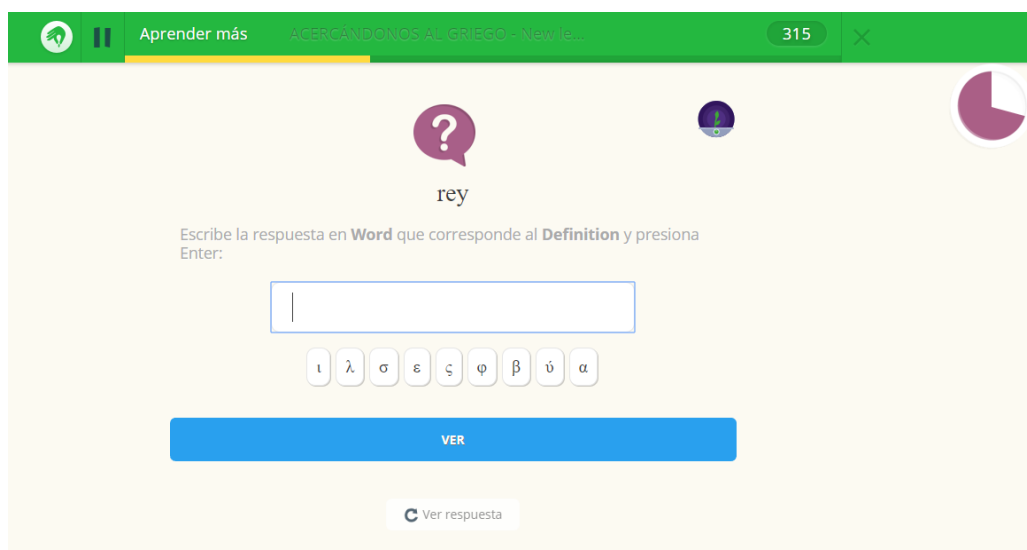 Aprender más ACERCÁNDONOS AL GRIEGO - New le... 315
?
rey
Escribe la respuesta en Word que corresponde al Definition y presiona
Enter:
ι λ σ ε ς φ β ύ α
VER
Ver respuesta